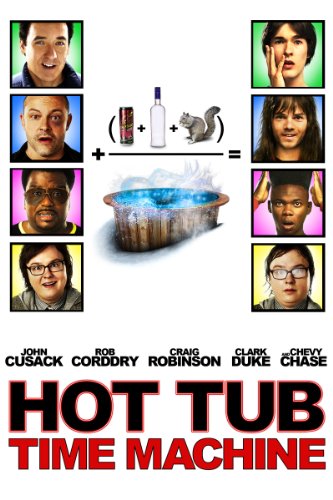 ( + + )
+ =
JOHN CUSACK ROB CORDDRY CRAIG ROBINSON CLARK DUKE AND CHEVY CHASE
HOT TUB
TIME MACHINE